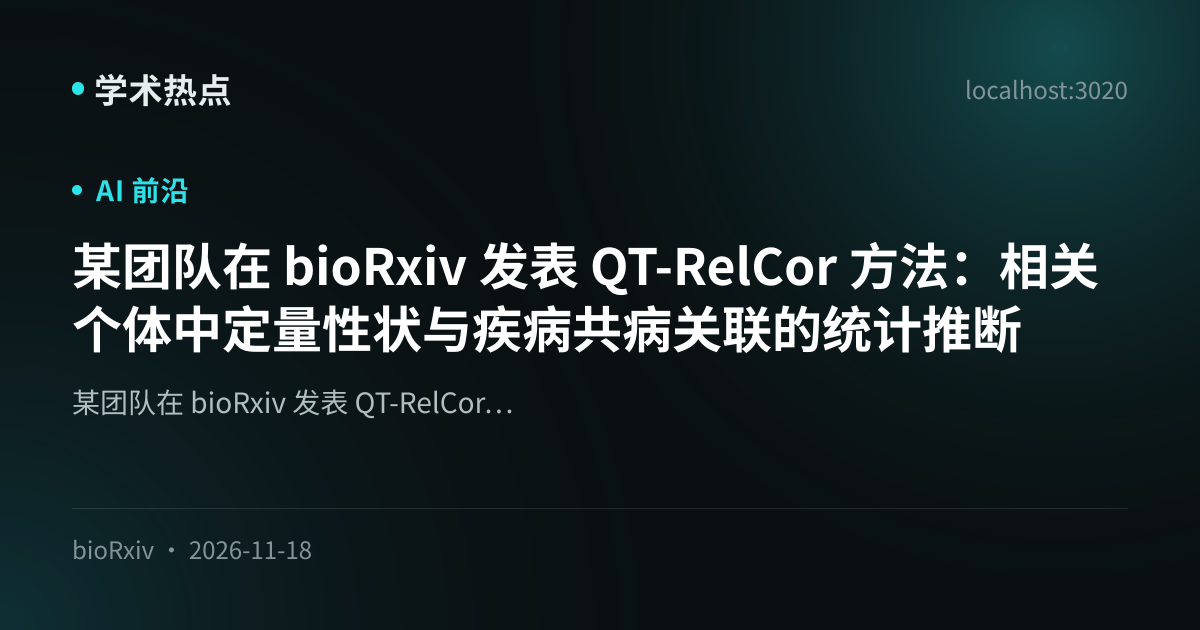 学术热点
localhost:3020
AI 前沿
某团队在 bioRxiv 发表 QT-RelCor 方法：相关
个体中定量性状与疾病共病关联的统计推断
某团队在 bioRxiv 发表 QT-RelCor…
bioRxiv · 2026-11-18